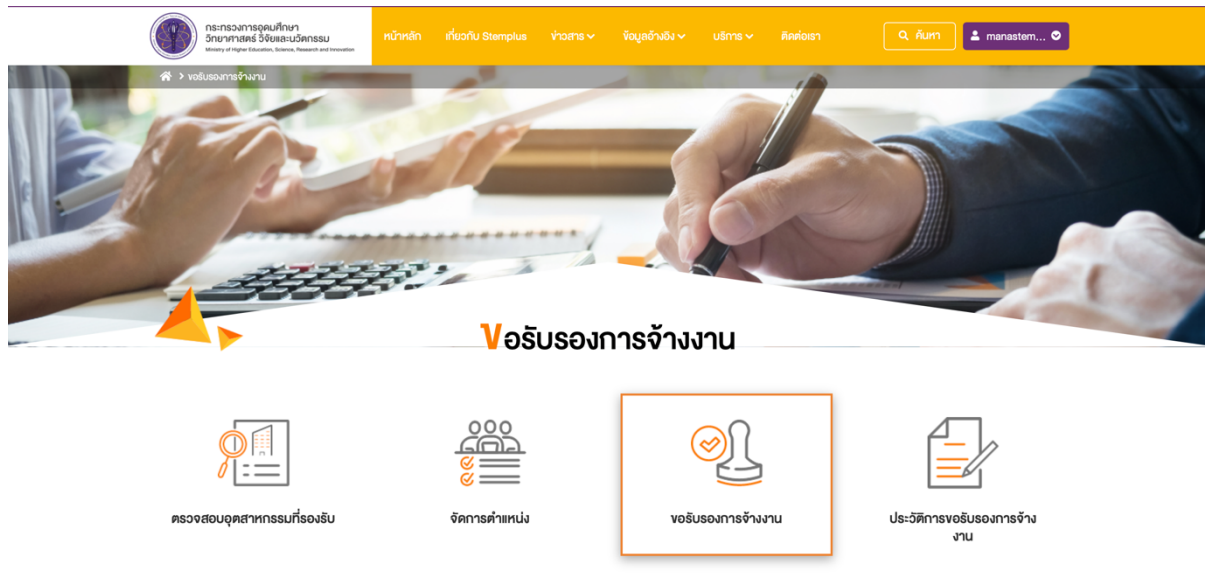 กระทรวงการอุดมศึกษา
วิทยาศาสตร์ วิจัยและนวัตกรรม
Ministry of Higher Education, Science, Research and Innovation
หน้าหลัก เกี่ยวกับ Stemplus ข่าวสาร ข้อมูลอ้างอิง บริการ ติดต่อเรา ค้นหา manastem...
> ขอรับรองการจ้างงาน
ขอรับรองการจ้างงาน
ตรวจสอบอุตสาหกรรมที่รองรับ จัดการตำแหน่ง ขอรับรองการจ้างงาน ประวัติการขอรับรองการจ้าง
งาน